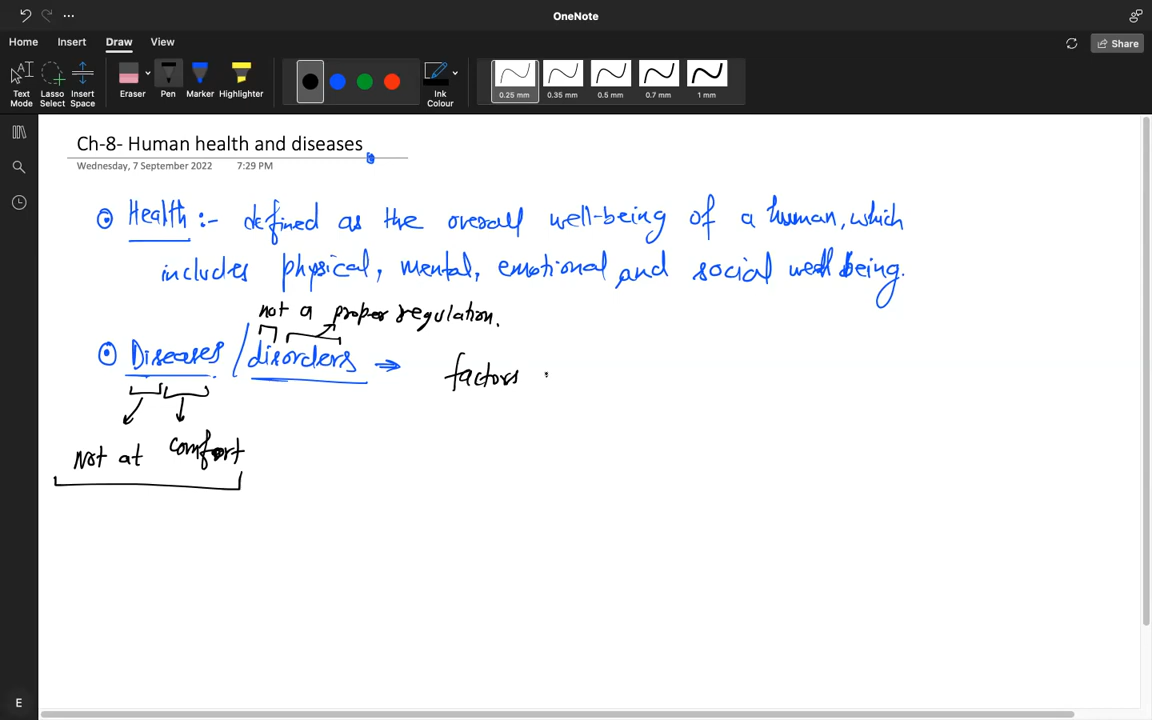 OneNote
Home Insert Draw View
Share
Text Mode
Lasso Select
Insert Space
Eraser
Pen
Marker
Highlighter
Ink Colour
0.25 mm 0.35 mm 0.5 mm 0.7 mm 1 mm
Ch-8- Human health and diseases
Wednesday, 7 September 2022 7:29 PM
Health :- defined as the overall well-being of a human, which
includes physical, mental, emotional and social well being.
not a proper regulation.
Diseases / disorders ⇒ factors
not at comfort
E